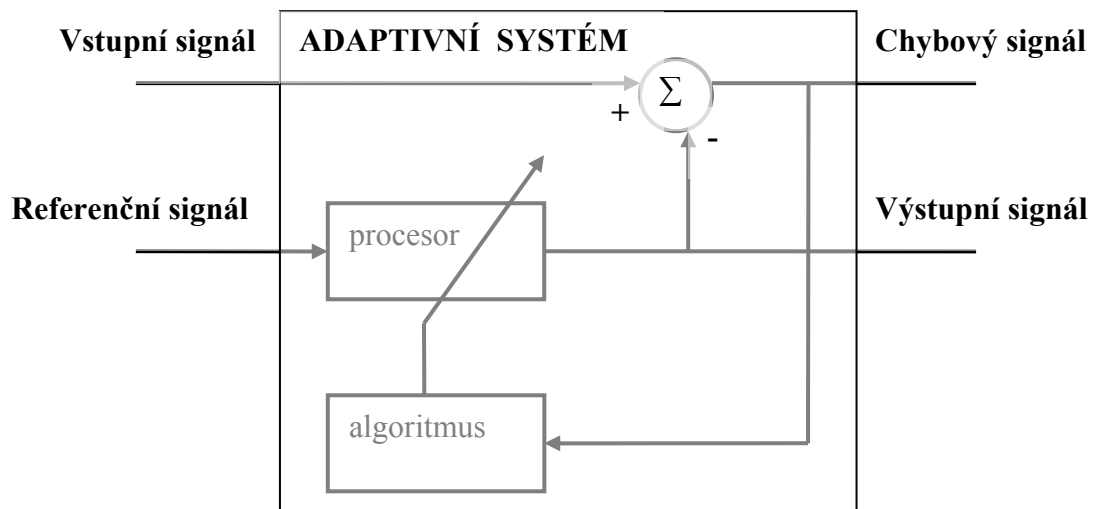 Vstupní signál
ADAPTIVNÍ SYSTÉM
Chybový signál
Σ
+
-
Referenční signál
Výstupní signál
procesor
algoritmus